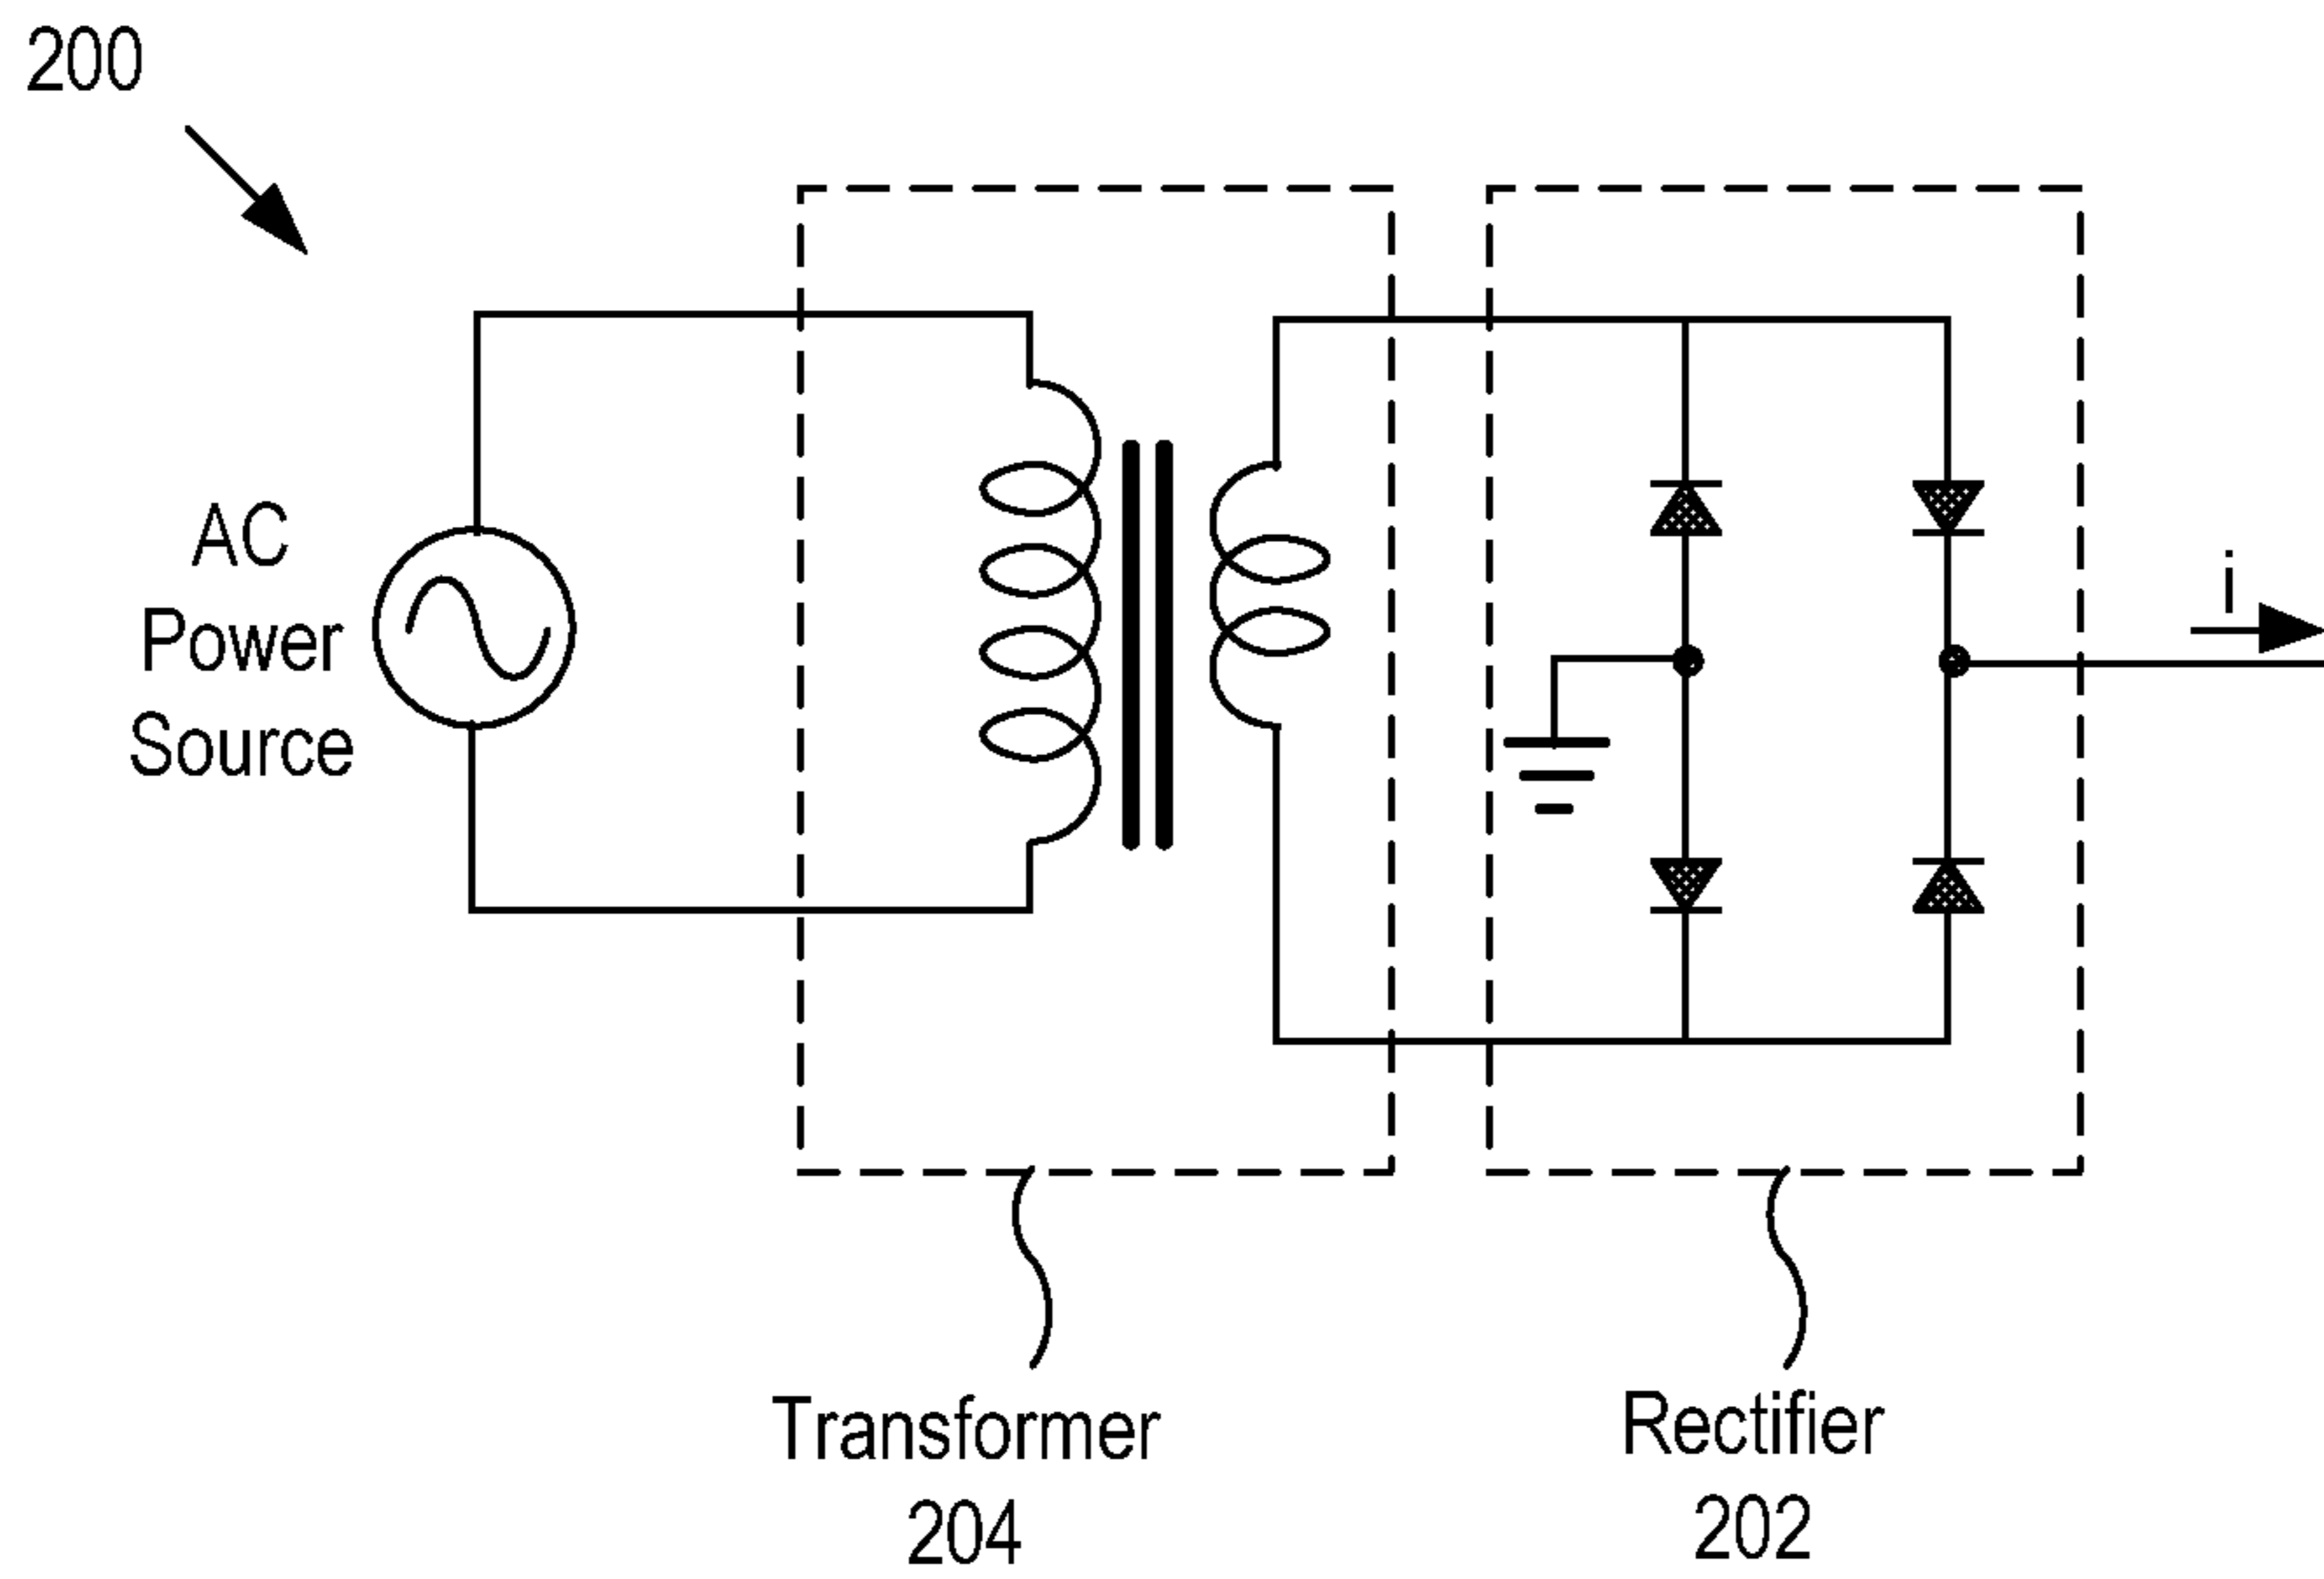 200
AC
Power
Source
i
Transformer
204
Rectifier
202